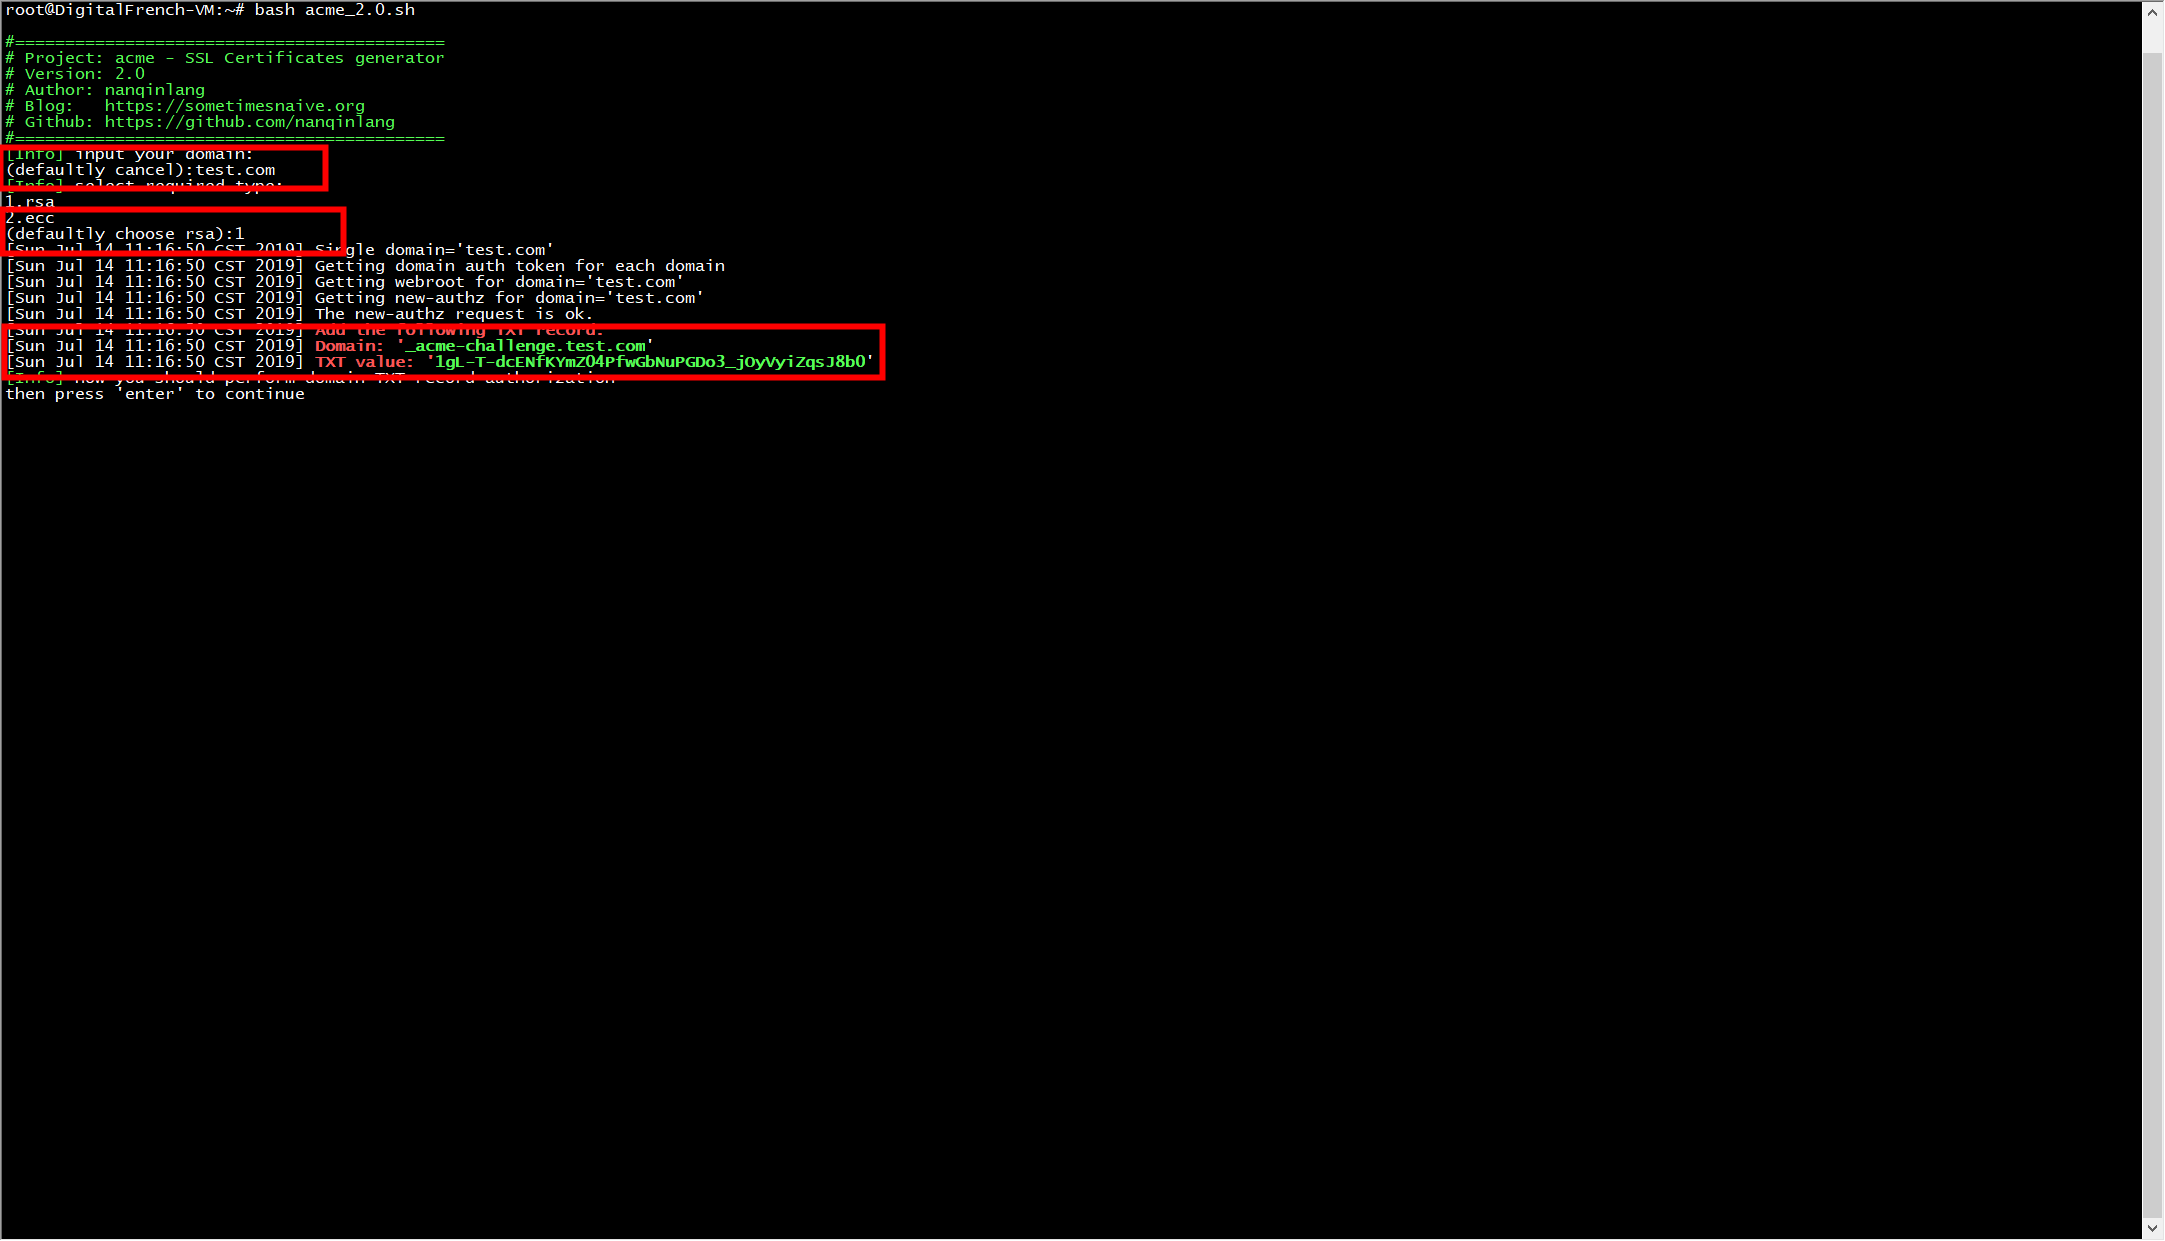 root@DigitalFrench-VM:~# bash acme_2.0.sh
#===========================================
# Project: acme - SSL Certificates generator
# Version: 2.0
# Author: nanqinlang
# Blog:   https://sometimesnaive.org
# Github: https://github.com/nanqinlang
#===========================================
[Info] input your domain:
(defaultly cancel):test.com
[Info] select required type:
1.rsa
2.ecc
(defaultly choose rsa):1
[Sun Jul 14 11:16:50 CST 2019] Single domain='test.com'
[Sun Jul 14 11:16:50 CST 2019] Getting domain auth token for each domain
[Sun Jul 14 11:16:50 CST 2019] Getting webroot for domain='test.com'
[Sun Jul 14 11:16:50 CST 2019] Getting new-authz for domain='test.com'
[Sun Jul 14 11:16:50 CST 2019] The new-authz request is ok.
[Sun Jul 14 11:16:50 CST 2019] Add the following TXT record:
[Sun Jul 14 11:16:50 CST 2019] Domain: '_acme-challenge.test.com'
[Sun Jul 14 11:16:50 CST 2019] TXT value: '1gL-T-dcENfKYmZO4PfwGbNuPGDo3_jOyVyiZqsJ8b0'
[Info] now you should perform domain TXT record authorization
then press 'enter' to continue